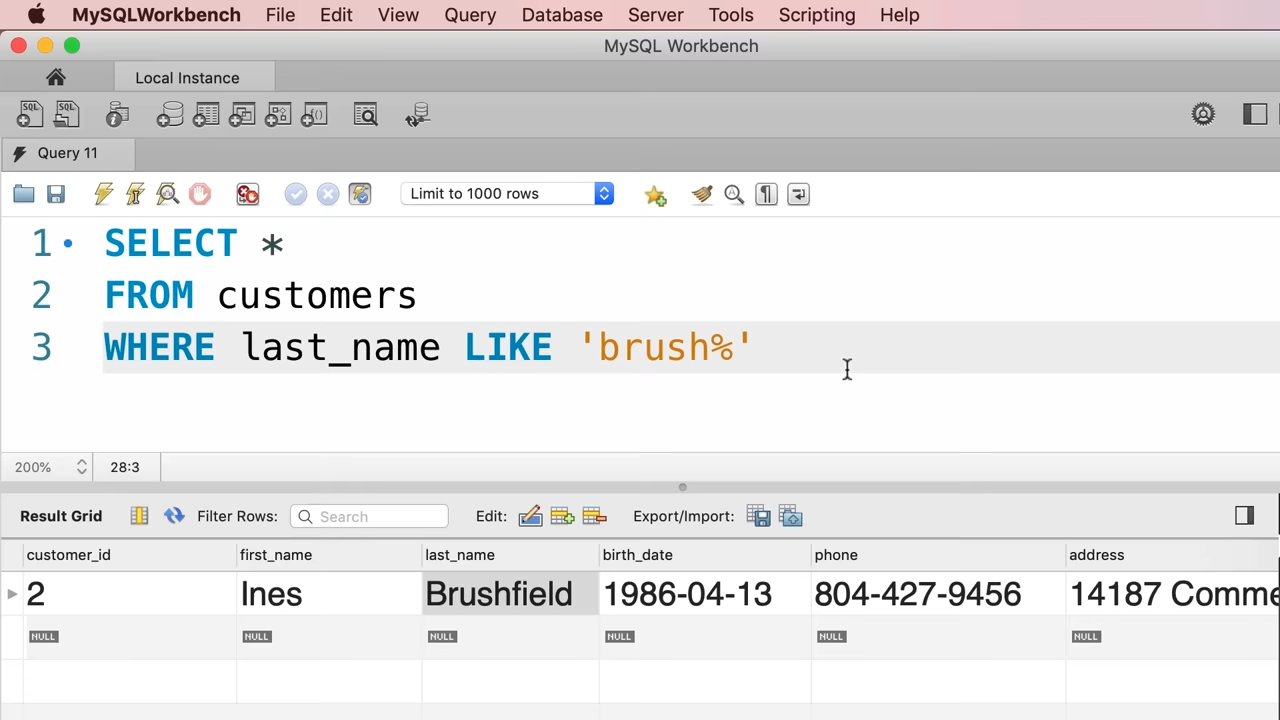 MySQLWorkbench File Edit View Query Database Server Tools Scripting Help
MySQL Workbench
Local Instance
SQL SQL
Query 11
Limit to 1000 rows
1 SELECT *
2 FROM customers
3 WHERE last_name LIKE 'brush%'
200% 28:3
Result Grid Filter Rows: Search Edit: Export/Import:
customer_id first_name last_name birth_date phone address
2 Ines Brushfield 1986-04-13 804-427-9456 14187 Comme
NULL NULL NULL NULL NULL NULL